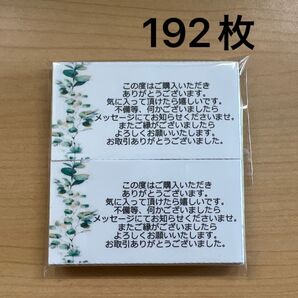 192枚
この度はご購入いただき
ありがとうございます。
気に入って頂けたら嬉しいです。
不備等、何かございましたら
メッセージにてお知らせくださいませ。
またご縁がございましたら
よろしくお願いいたします。
お取引ありがとうございました。
この度はご購入いただき
ありがとうございます。
気に入って頂けたら嬉しいです。
不備等、何かございましたら
メッセージにてお知らせくださいませ。
またご縁がございましたら
よろしくお願いいたします。
お取引ありがとうございました。